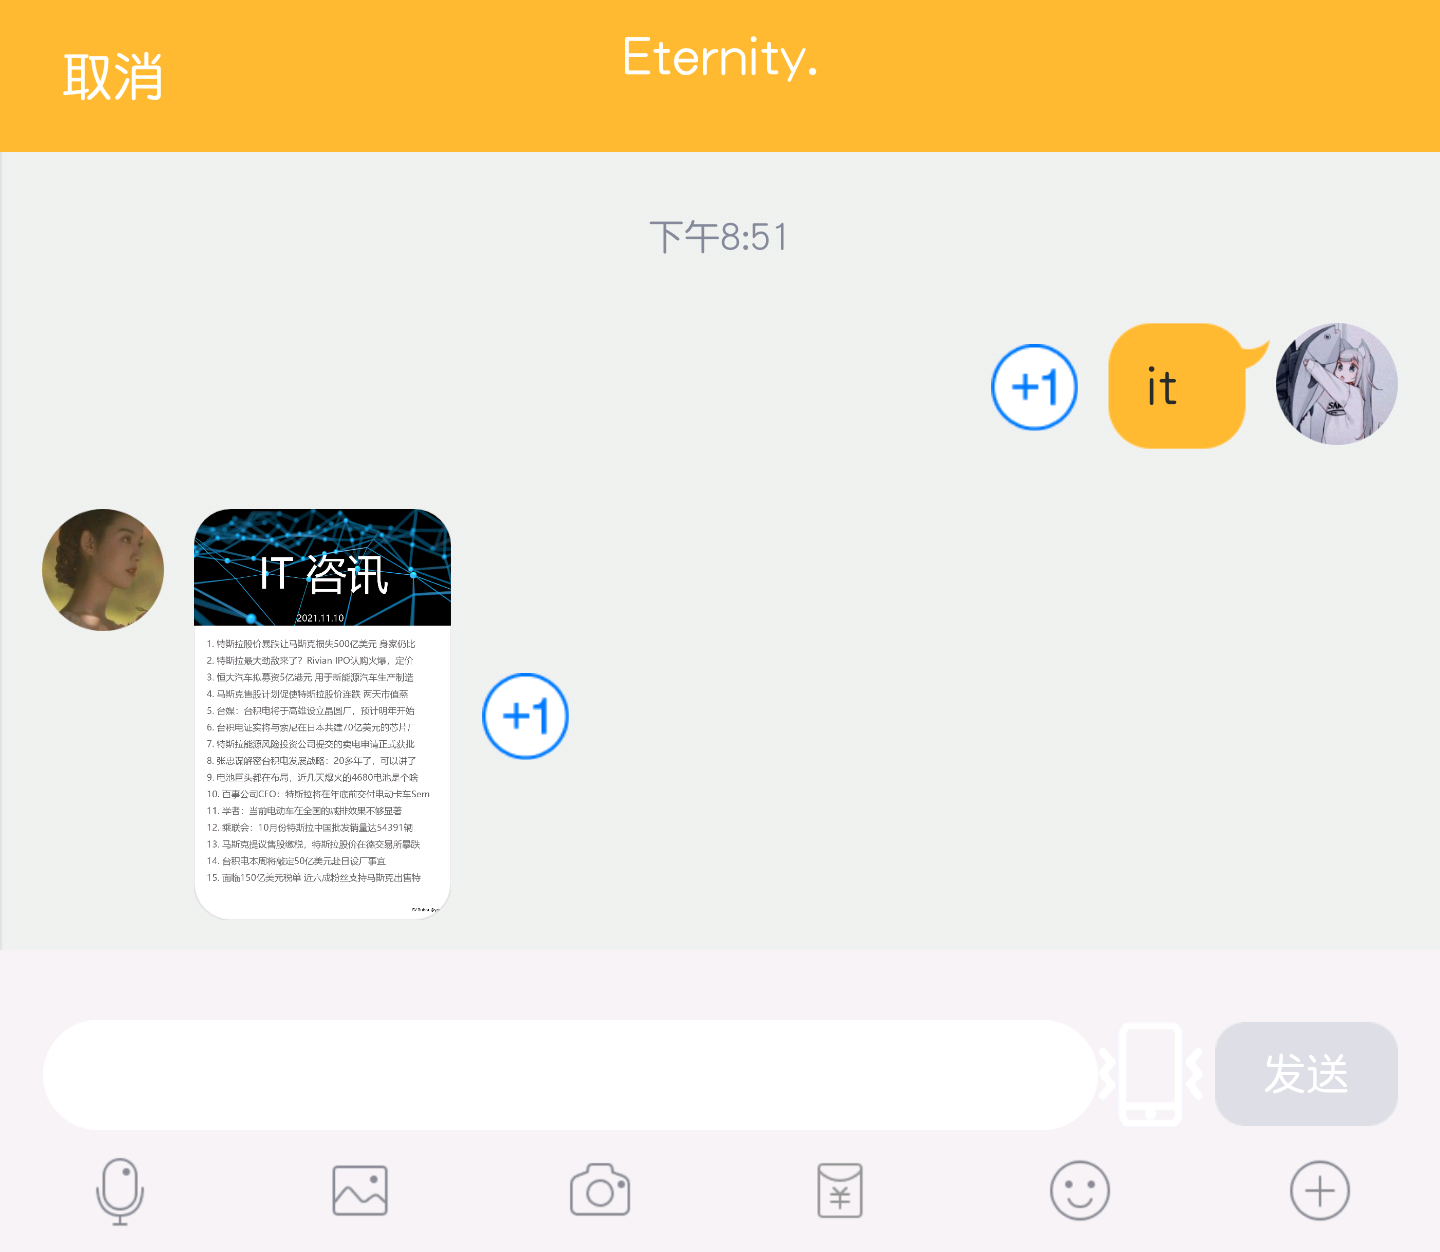 取消
Eternity.
下午8:51
+1
it
IT 咨讯
2021.11.10
1. 特斯拉股价暴跌让马斯克损失500亿美元 身家仍比
2. 特斯拉最大劲敌来了？Rivian IPO认购火爆，定价
3. 恒大汽车拟募资5亿港元 用于新能源汽车生产制造
4. 马斯克售股计划促使特斯拉股价连跌 两天市值蒸
5. 台媒：台积电将于高雄设立晶圆厂，预计明年开始
6. 台积电证实将与索尼在日本共建70亿美元的芯片厂
7. 特斯拉能源风险投资公司提交的卖电申请正式获批
8. 张忠谋解密台积电发展战略：20多年了，可以讲了
9. 电池巨头都在布局，近几天爆火的4680电池是个啥
10. 百事公司CEO：特斯拉将在年底前交付电动卡车Sem
11. 学者：当前电动车在全国的减排效果不够显著
12. 乘联会：10月份特斯拉中国批发销量达54391辆
13. 马斯克提议售股缴税，特斯拉股价在德交易所暴跌
14. 台积电本周将敲定50亿美元赴日设厂事宜
15. 面临150亿美元税单 近六成粉丝支持马斯克出售特
+1
发送